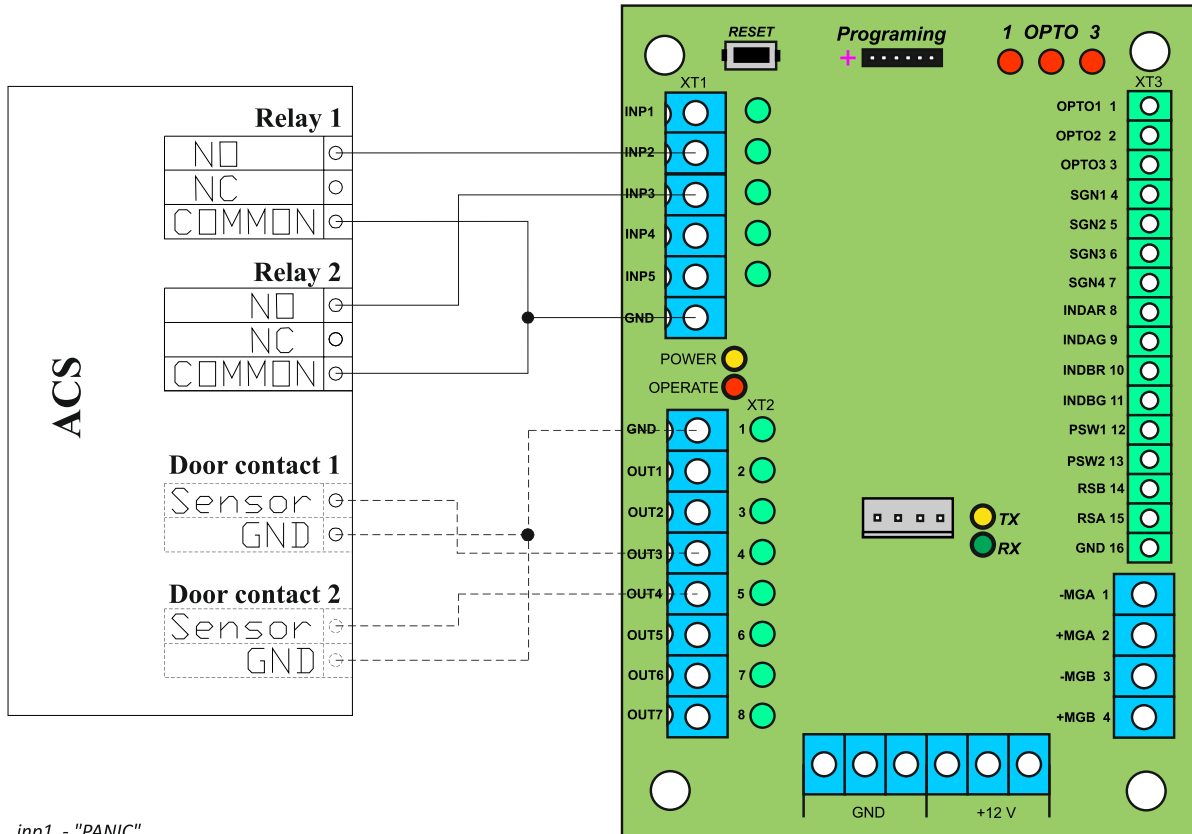 ACS
Relay 1
NO
NC
COMMON
Relay 2
NO
NC
COMMON
Door contact 1
Sensor
GND
Door contact 2
Sensor
GND
inp1 - "PANIC"
RESET
Programing
+
1 OPTO 3
XT1
INP1
INP2
INP3
INP4
INP5
GND
POWER
OPERATE
XT2
GND 1
OUT1 2
OUT2 3
OUT3 4
OUT4 5
OUT5 6
OUT6 7
OUT7 8
TX
RX
XT3
OPTO1 1
OPTO2 2
OPTO3 3
SGN1 4
SGN2 5
SGN3 6
SGN4 7
INDAR 8
INDAG 9
INDBR 10
INDBG 11
PSW1 12
PSW2 13
RSB 14
RSA 15
GND 16
-MGA 1
+MGA 2
-MGB 3
+MGB 4
GND
+12 V